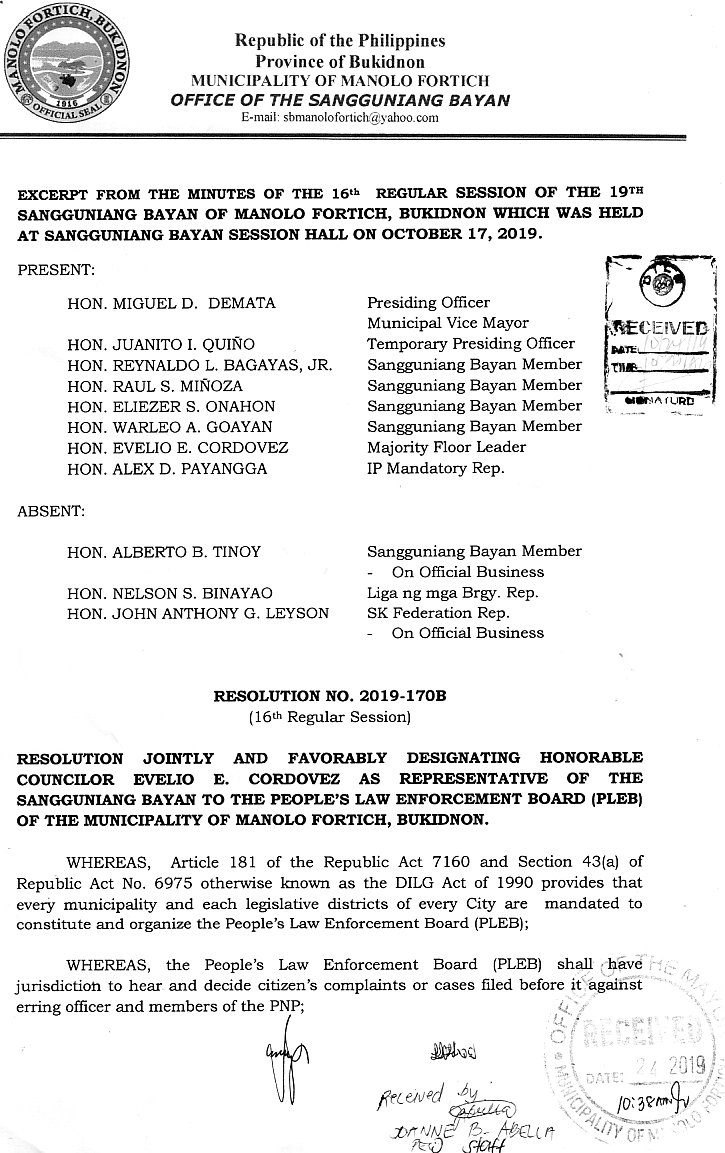 MANOLO FORTICH, BUKIDNON
1916
OFFICIAL SEAL
Republic of the Philippines
Province of Bukidnon
MUNICIPALITY OF MANOLO FORTICH
OFFICE OF THE SANGGUNIANG BAYAN
E-mail: sbmanolofortich@yahoo.com
EXCERPT FROM THE MINUTES OF THE 16th REGULAR SESSION OF THE 19TH
SANGGUNIANG BAYAN OF MANOLO FORTICH, BUKIDNON WHICH WAS HELD
AT SANGGUNIANG BAYAN SESSION HALL ON OCTOBER 17, 2019.
PRESENT:
HON. MIGUEL D. DEMATA Presiding Officer
Municipal Vice Mayor
HON. JUANITO I. QUIÑO Temporary Presiding Officer
HON. REYNALDO L. BAGAYAS, JR. Sangguniang Bayan Member
HON. RAUL S. MIÑOZA Sangguniang Bayan Member
HON. ELIEZER S. ONAHON Sangguniang Bayan Member
HON. WARLEO A. GOAYAN Sangguniang Bayan Member
HON. EVELIO E. CORDOVEZ Majority Floor Leader
HON. ALEX D. PAYANGGA IP Mandatory Rep.
RECEIVED
DATE:
TIME
ABSENT:
HON. ALBERTO B. TINOY Sangguniang Bayan Member
- On Official Business
HON. NELSON S. BINAYAO Liga ng mga Brgy. Rep.
HON. JOHN ANTHONY G. LEYSON SK Federation Rep.
- On Official Business
RESOLUTION NO. 2019-170B
(16th Regular Session)
RESOLUTION JOINTLY AND FAVORABLY DESIGNATING HONORABLE
COUNCILOR EVELIO E. CORDOVEZ AS REPRESENTATIVE OF THE
SANGGUNIANG BAYAN TO THE PEOPLE'S LAW ENFORCEMENT BOARD (PLEB)
OF THE MUNICIPALITY OF MANOLO FORTICH, BUKIDNON.
WHEREAS, Article 181 of the Republic Act 7160 and Section 43(a) of
Republic Act No. 6975 otherwise known as the DILG Act of 1990 provides that
every municipality and each legislative districts of every City are mandated to
constitute and organize the People's Law Enforcement Board (PLEB);
WHEREAS, the People's Law Enforcement Board (PLEB) shall have
jurisdiction to hear and decide citizen's complaints or cases filed before it against
erring officer and members of the PNP;
OFFICE OF THE MAYOR
RECEIVED
DATE: 24 2019
10:38
MUNICIPALITY OF MANOLO FORTICH
Received by
DANNE B. ABELLA
Staff